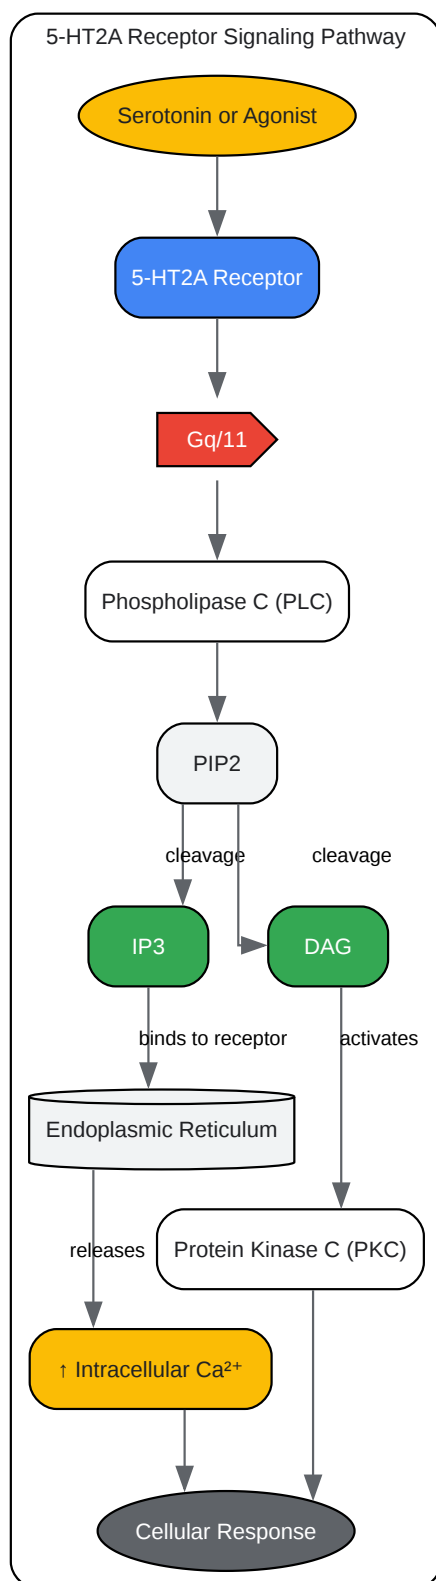 5-HT2A Receptor Signaling Pathway
Serotonin or Agonist
5-HT2A Receptor
Gq/11
Phospholipase C (PLC)
PIP2
cleavage
cleavage
IP3
DAG
binds to receptor
activates
Endoplasmic Reticulum
Protein Kinase C (PKC)
releases
↑ Intracellular Ca²⁺
Cellular Response